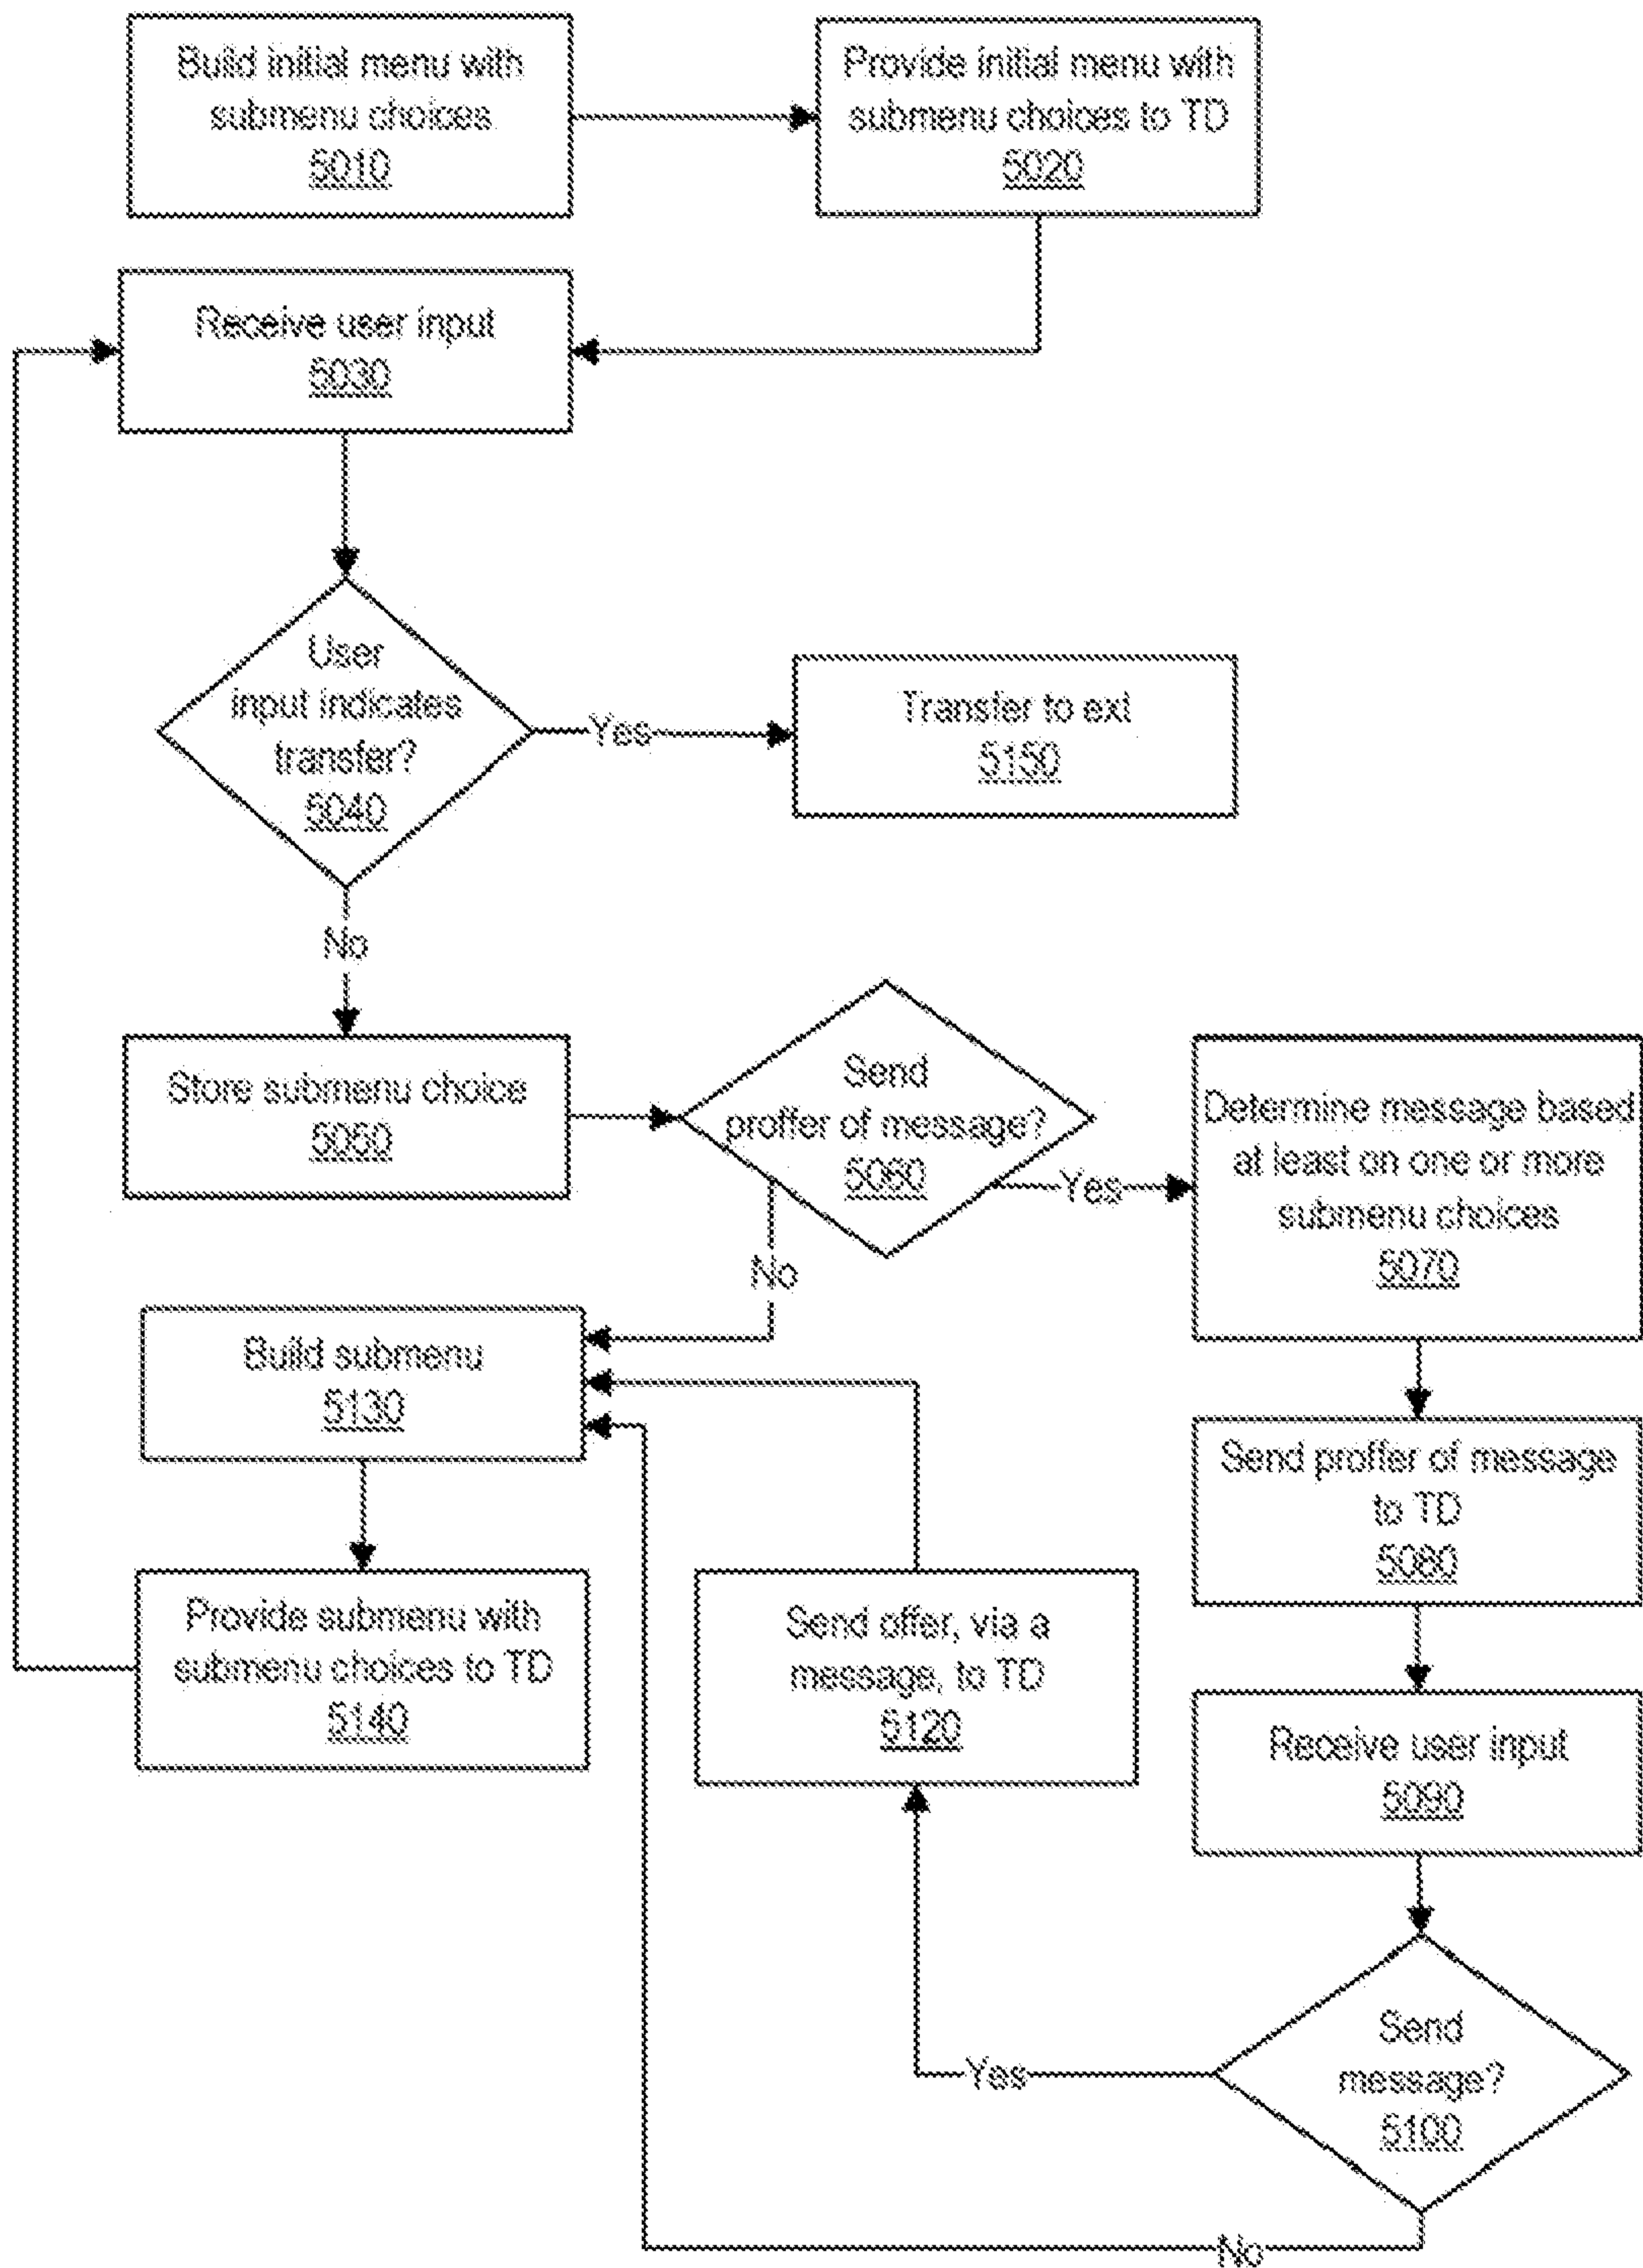 Build initial menu with
submenu choices
5010
Provide initial menu with
submenu choices to TD
5020
Receive user input
5030
User
input indicates
transfer?
5040
Yes
Transfer to ext
5150
No
Store submenu choice
5050
Send
proffer of message?
5060
Yes
No
Determine message based
at least on one or more
submenu choices
5070
Build submenu
5130
Send proffer of message
to TD
5080
Provide submenu with
submenu choices to TD
5140
Send offer, via a
message, to TD
5120
Receive user input
5090
Send
message?
5100
Yes
No